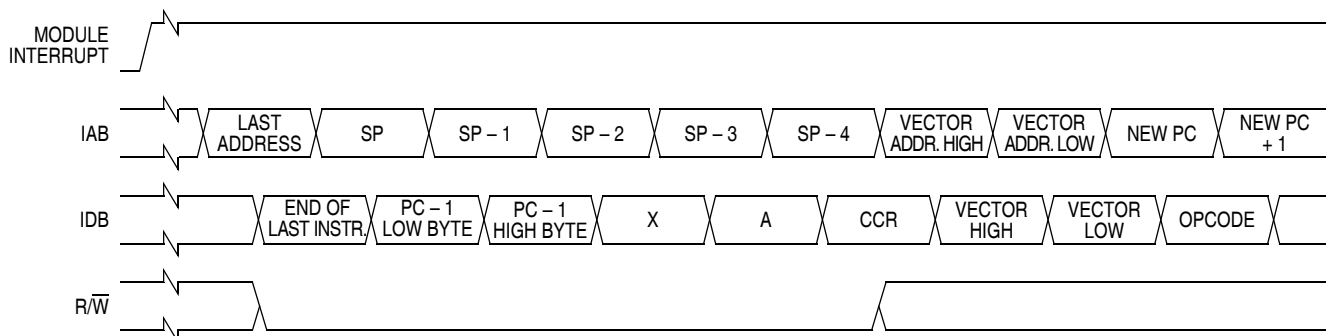 MODULE
INTERRUPT
IAB
LAST
ADDRESS
SP
SP – 1
SP – 2
SP – 3
SP – 4
VECTOR
ADDR. HIGH
VECTOR
ADDR. LOW
NEW PC
NEW PC
+ 1
IDB
END OF
LAST INSTR.
PC – 1
LOW BYTE
PC – 1
HIGH BYTE
X
A
CCR
VECTOR
HIGH
VECTOR
LOW
OPCODE
R/W̅